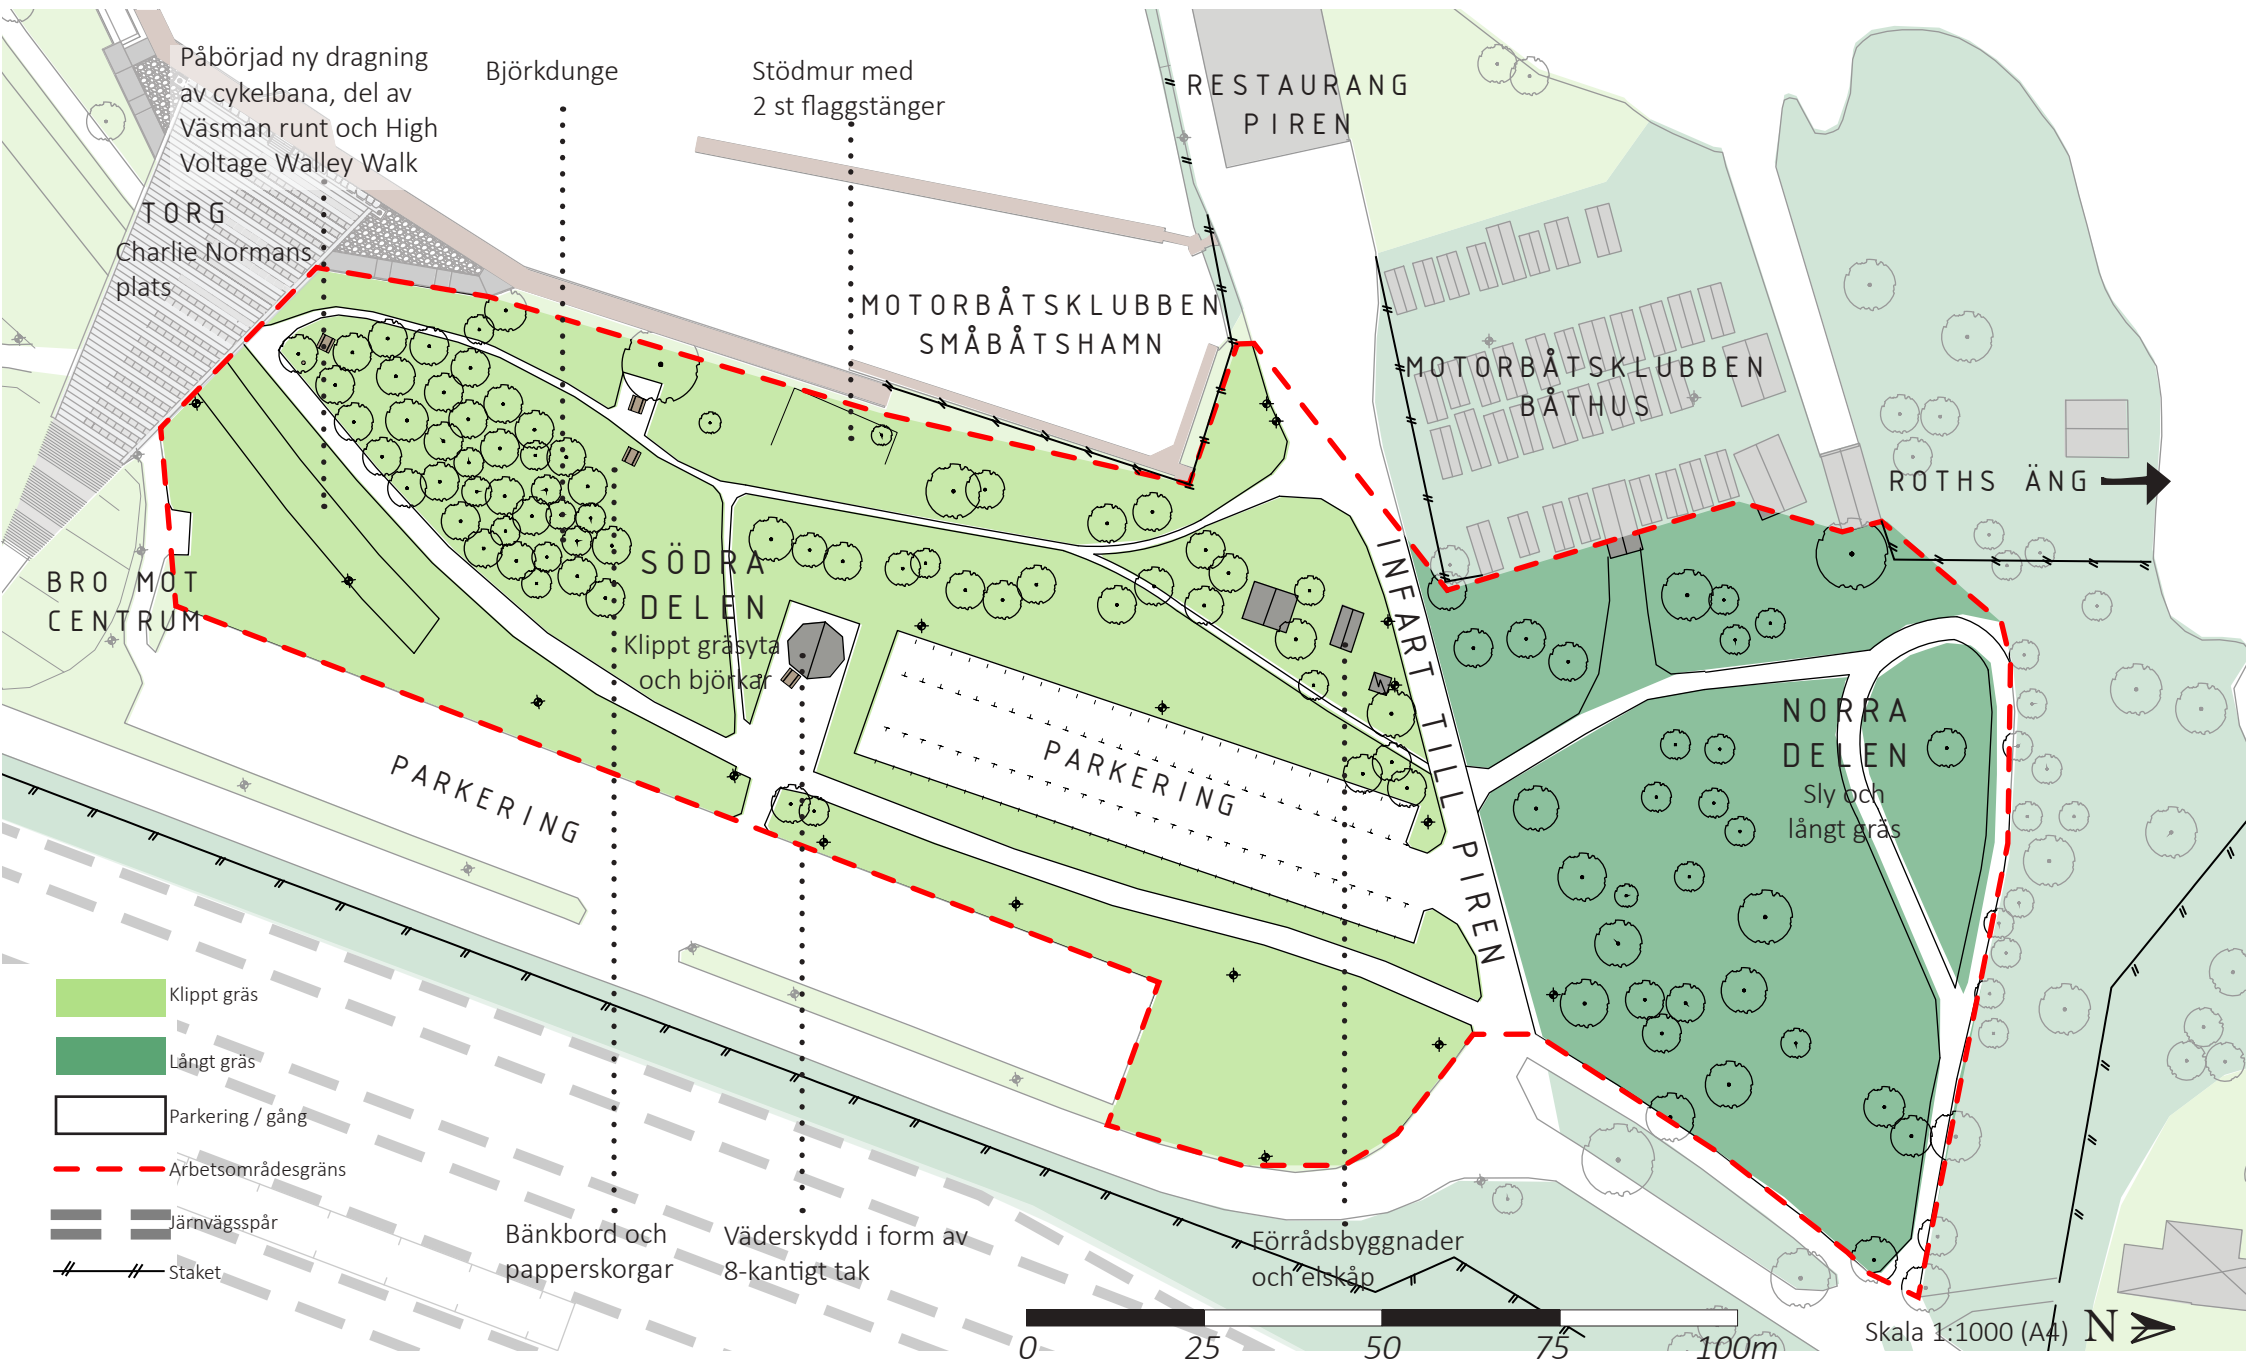 Påbörjad ny dragning
av cykelbana, del av
Väsman runt och High
Voltage Walley Walk
Björkdunge
Stödmur med
2 st flaggstänger
RESTAURANG
PIREN
TORG
Charlie Normans
plats
MOTORBÅTSKLUBBEN
SMÅBÅTSHAMN
MOTORBÅTSKLUBBEN
BÅTHUS
ROTHS ÄNG
BRO MOT
CENTRUM
SÖDRA
DELEN
Klippt gräsyta
och björkar
INFART TILL PIREN
NORRA
DELEN
Sly och
långt gräs
PARKERING
PARKERING
Klippt gräs
Långt gräs
Parkering / gång
Arbetsområdesgräns
Järnvägsspår
Staket
Bänkbord och
papperskorgar
Väderskydd i form av
8-kantigt tak
Förrådsbyggnader
och elskåp
0 25 50 75 100m
Skala 1:1000 (A4) N